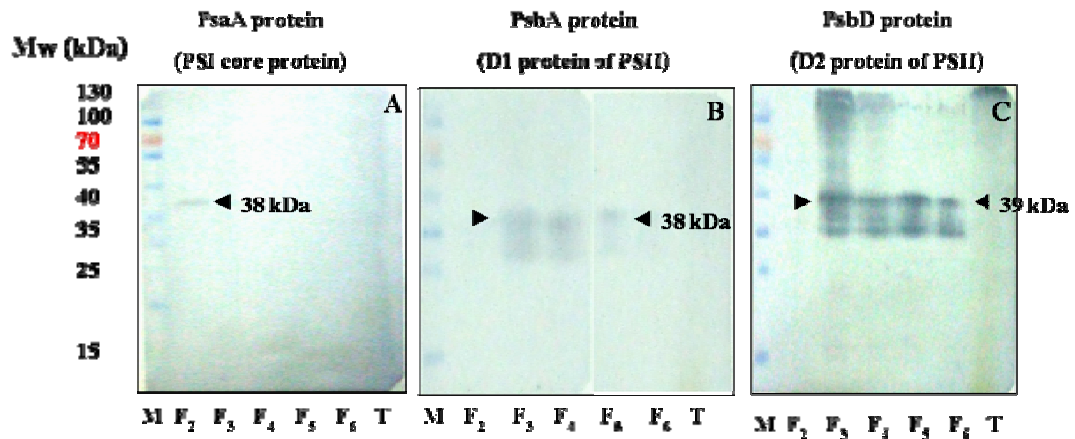 PsaA protein
(PSI core protein)
PsbA protein
(D1 protein of PSII)
PsbD protein
(D2 protein of PSII)
Mw (kDa)
130
100
70
55
40
35
25
15
A
38 kDa
B
38 kDa
C
39 kDa
M F2 F3 F4 F5 F6 T
M F2 F3 F4 F6 T
M F2 F3 F5 F6 T